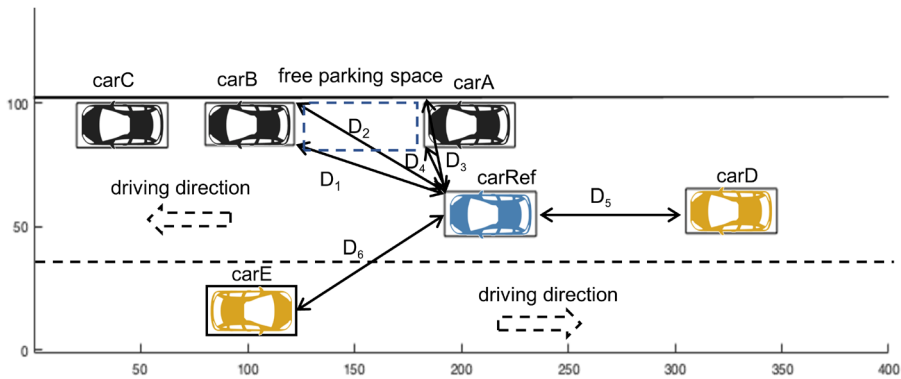 free parking space
carC
carB
carA
100
D2
D4
D3
D1
carRef
carD
driving direction
D5
50
D6
carE
driving direction
0
50
100
150
200
250
300
350
400